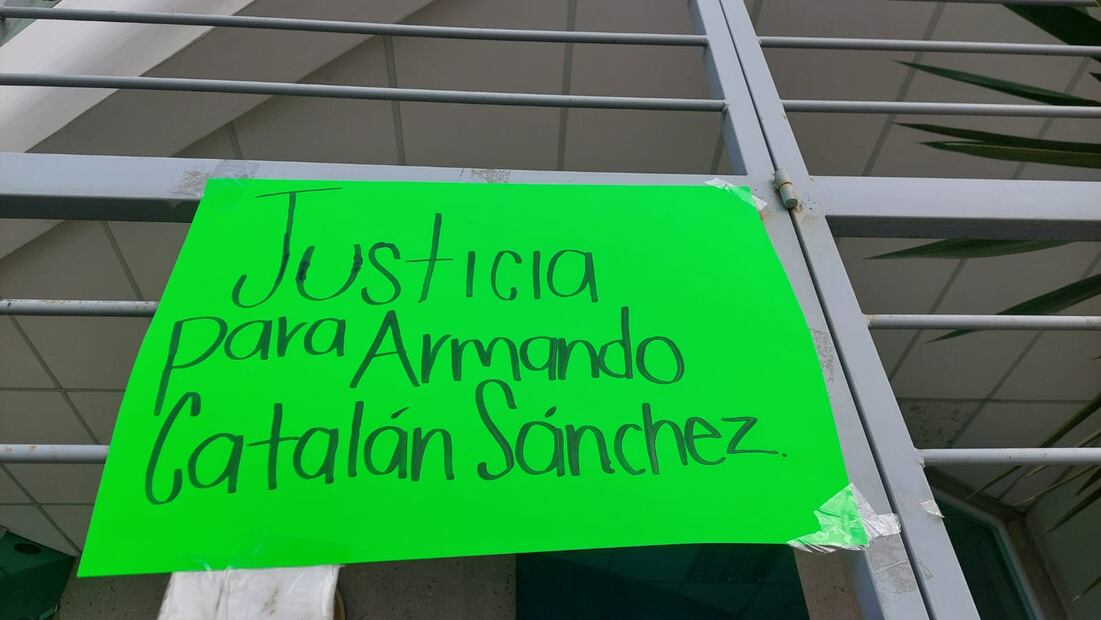 Justicia
para Armando
Catalán Sánchez.